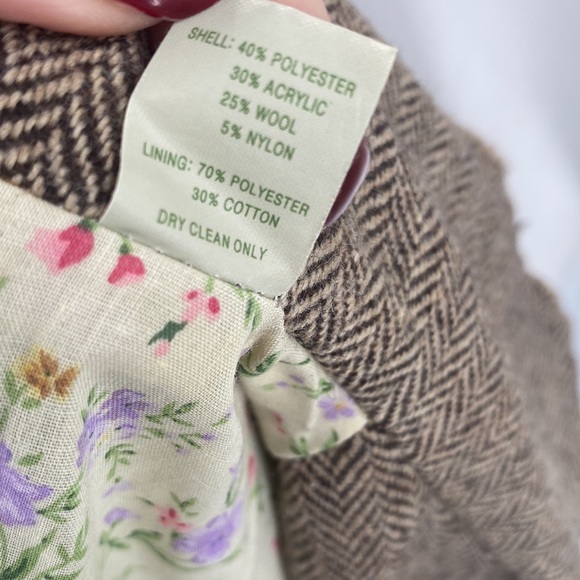 SHELL: 40% POLYESTER
30% ACRYLIC
25% WOOL
5% NYLON
LINING: 70% POLYESTER
30% COTTON
DRY CLEAN ONLY